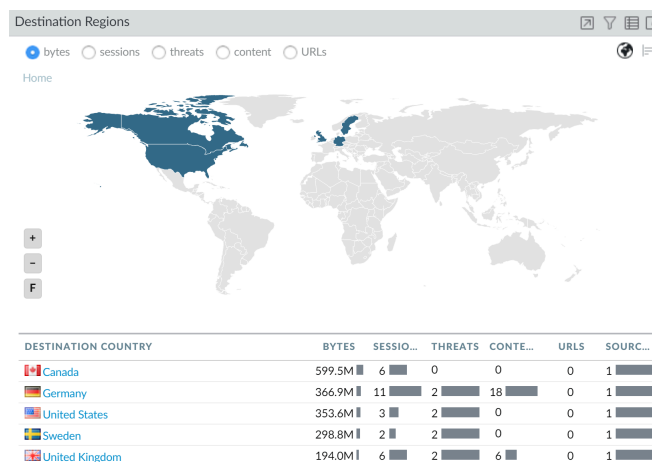 Destination Regions
bytes sessions threats content URLs
Home
+
−
F
DESTINATION COUNTRY BYTES SESSIO... THREATS CONTE... URLS SOURC...
Canada 599.5M 6 0 0 0 1
Germany 366.9M 11 2 18 0 1
United States 353.6M 3 2 0 0 1
Sweden 298.8M 2 2 0 0 1
United Kingdom 194.0M 6 2 6 0 1